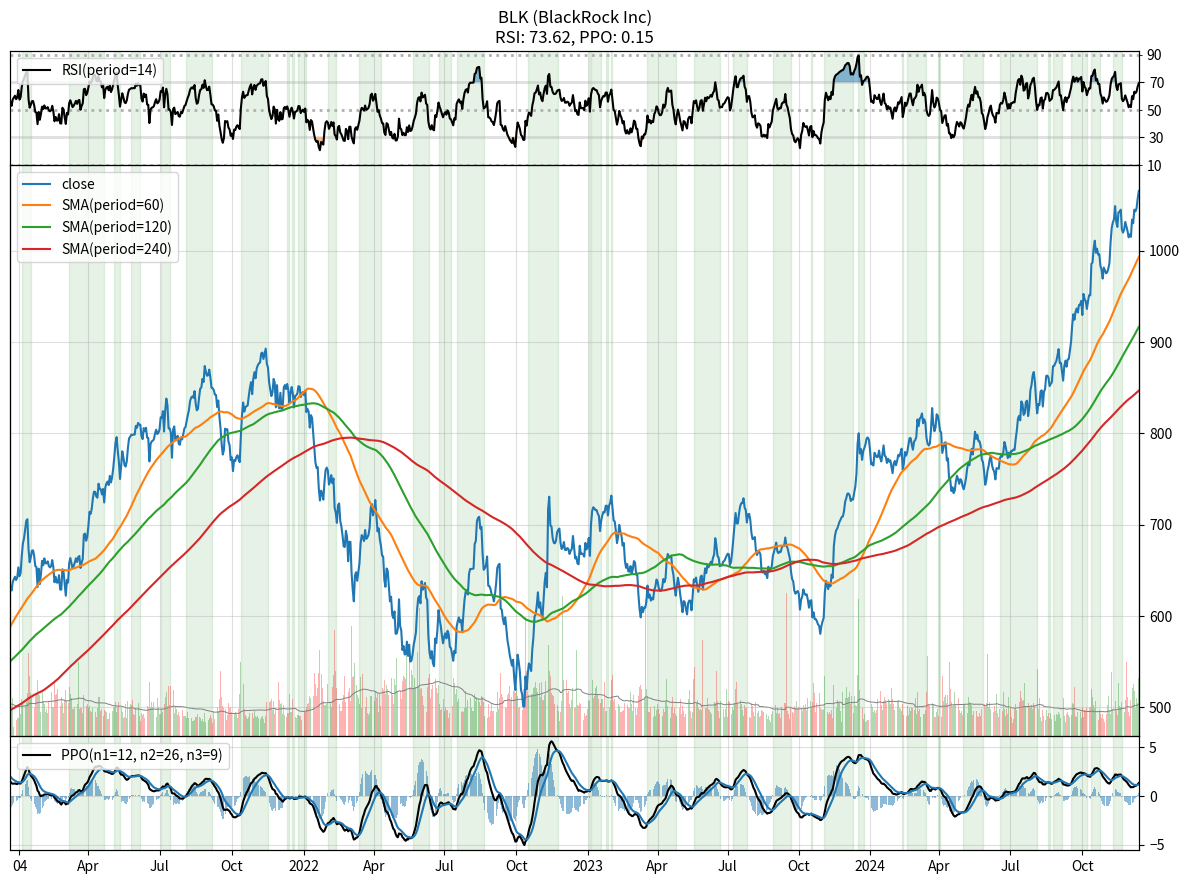 BLK (BlackRock Inc)
RSI: 73.62, PPO: 0.15
RSI(period=14)
90
70
50
30
10
close
SMA(period=60)
SMA(period=120)
SMA(period=240)
1000
900
800
700
600
500
PPO(n1=12, n2=26, n3=9)
5
0
−5
04 Apr Jul Oct 2022 Apr Jul Oct 2023 Apr Jul Oct 2024 Apr Jul Oct